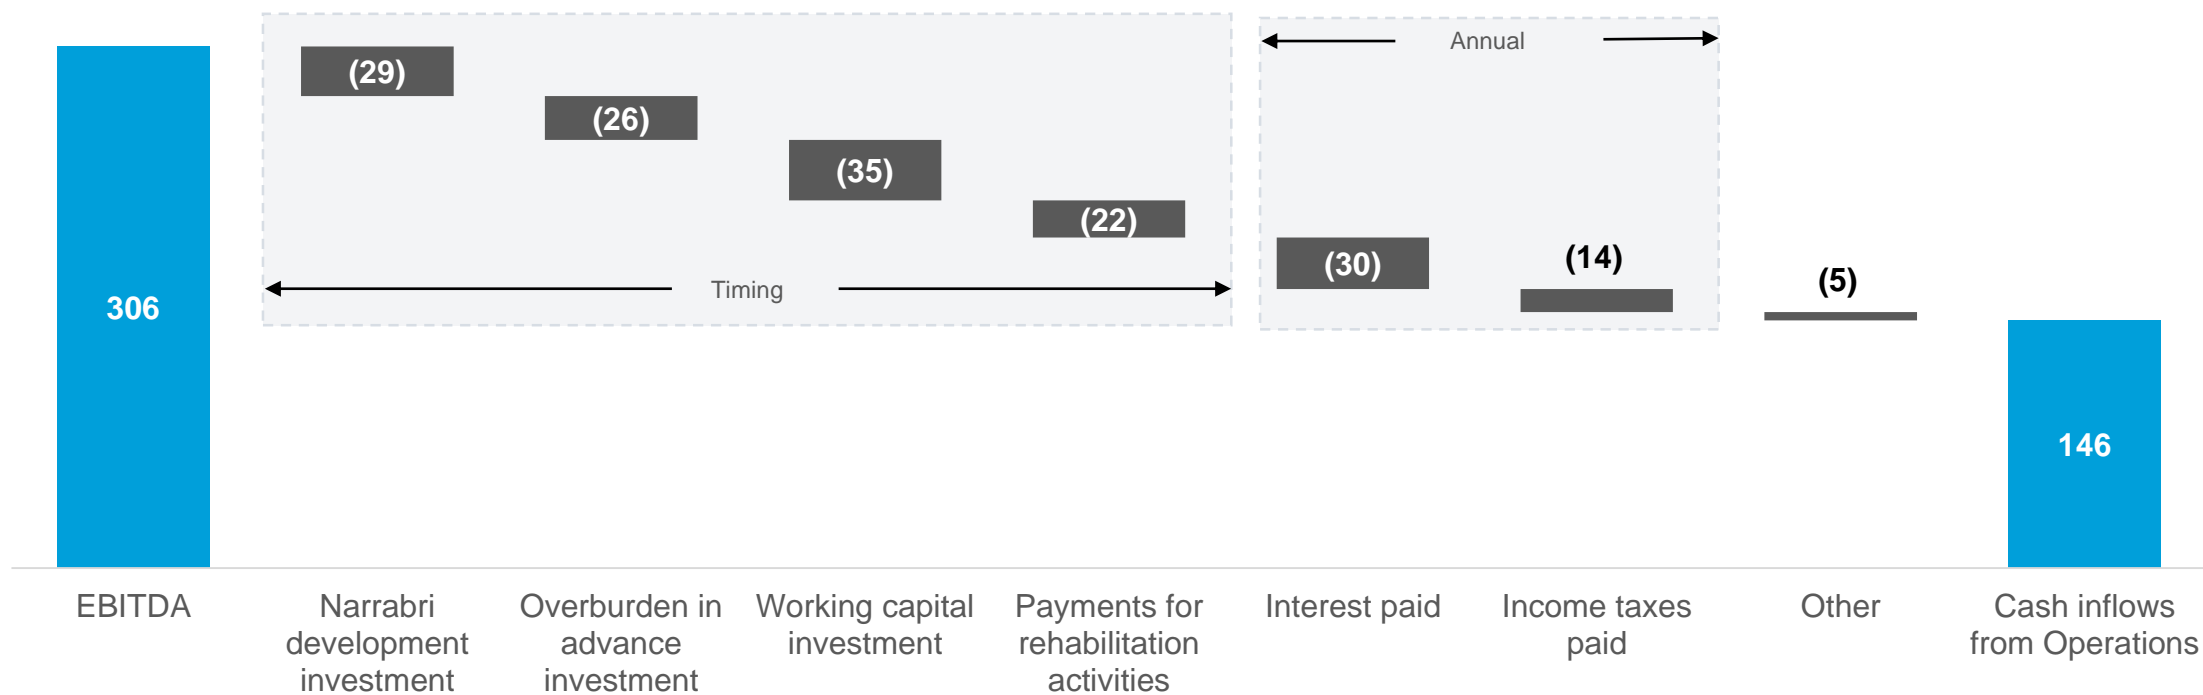 Annual
(29)
(26)
(35)
(22)
(30)
(14)
(5)
Timing
306
146
EBITDA
Narrabri
development
investment
Overburden in
advance
investment
Working capital
investment
Payments for
rehabilitation
activities
Interest paid
Income taxes
paid
Other
Cash inflows
from Operations